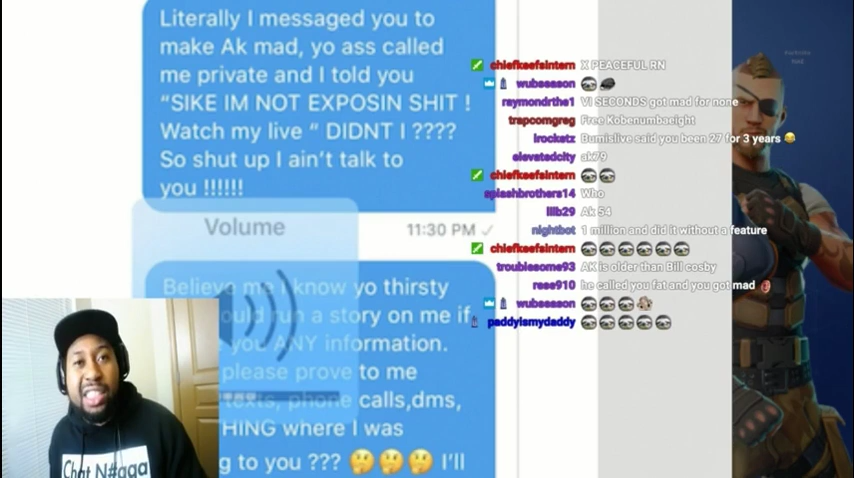 Literally I messaged you to
make Ak mad, yo ass called
me private and I told you
“SIKE IM NOT EXPOSIN SHIT !
Watch my live “ DIDNT I ????
So shut up I ain’t talk to
you !!!!!!
Volume
11:30 PM ✓
Believe me I know yo thirsty
run a story on me if
you ANY information.
please prove to me
texts, phone calls,dms,
HING where I was
g to you ??? 🤔🤔🤔 I’ll
Chat N#gga
chiefkeefsintern X PEACEFUL RN
wubseason
raymondrthe1 VI SECONDS got mad for none
trapcomgreg Free Kobenumbaeight
irocketz Bumislive said you been 27 for 3 years 😂
elevatedcity ak79
chiefkeefsintern
splashbrothers14 Who
lilb29 Ak 54
nightbot 1 million and did it without a feature
chiefkeefsintern
troublesome93 AK is older than Bill cosby
rese910 he called you fat and you got mad
wubseason
paddyismydaddy